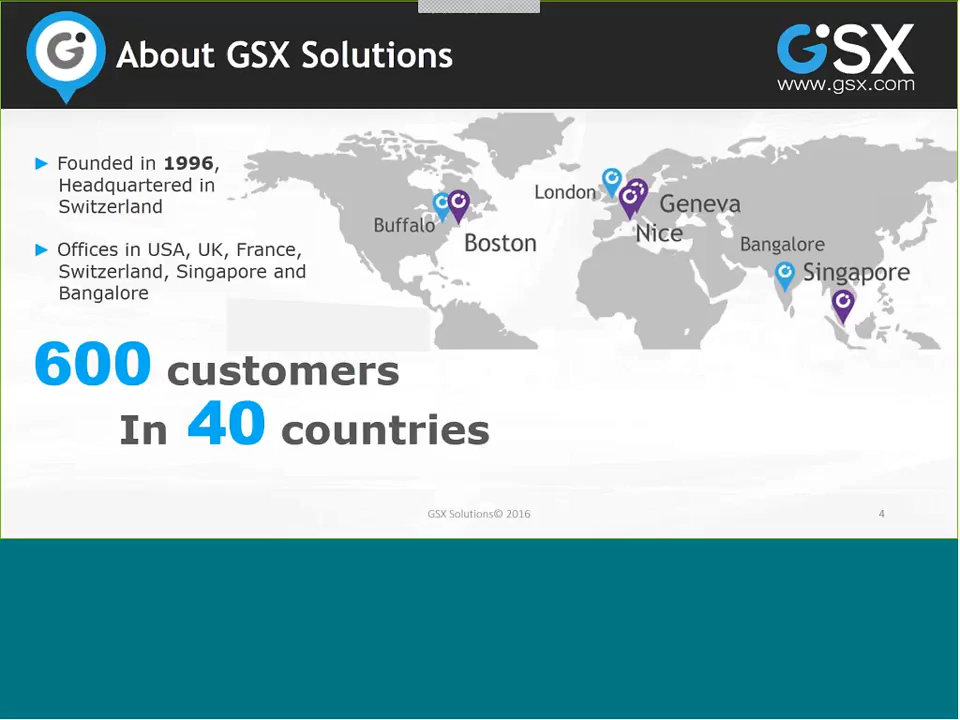 About GSX Solutions
GSX
www.gsx.com
► Founded in 1996,
Headquartered in
Switzerland
► Offices in USA, UK, France,
Switzerland, Singapore and
Bangalore
Buffalo
Boston
London
Geneva
Nice
Bangalore
Singapore
600 customers
In 40 countries
GSX Solutions© 2016
4